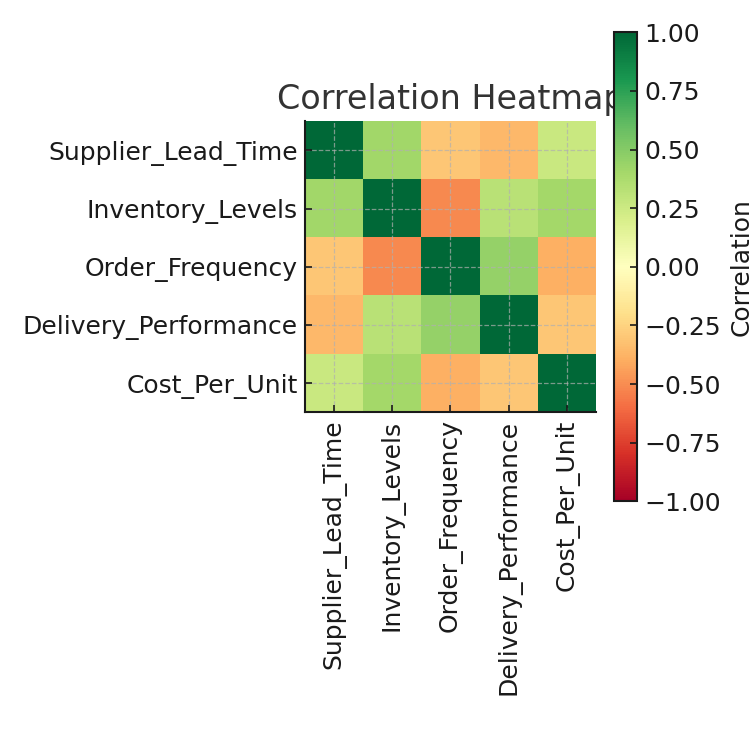 Correlation Heatmap
Supplier_Lead_Time
Inventory_Levels
Order_Frequency
Delivery_Performance
Cost_Per_Unit
Supplier_Lead_Time
Inventory_Levels
Order_Frequency
Delivery_Performance
Cost_Per_Unit
1.00
0.75
0.50
0.25
0.00
−0.25
−0.50
−0.75
−1.00
Correlation